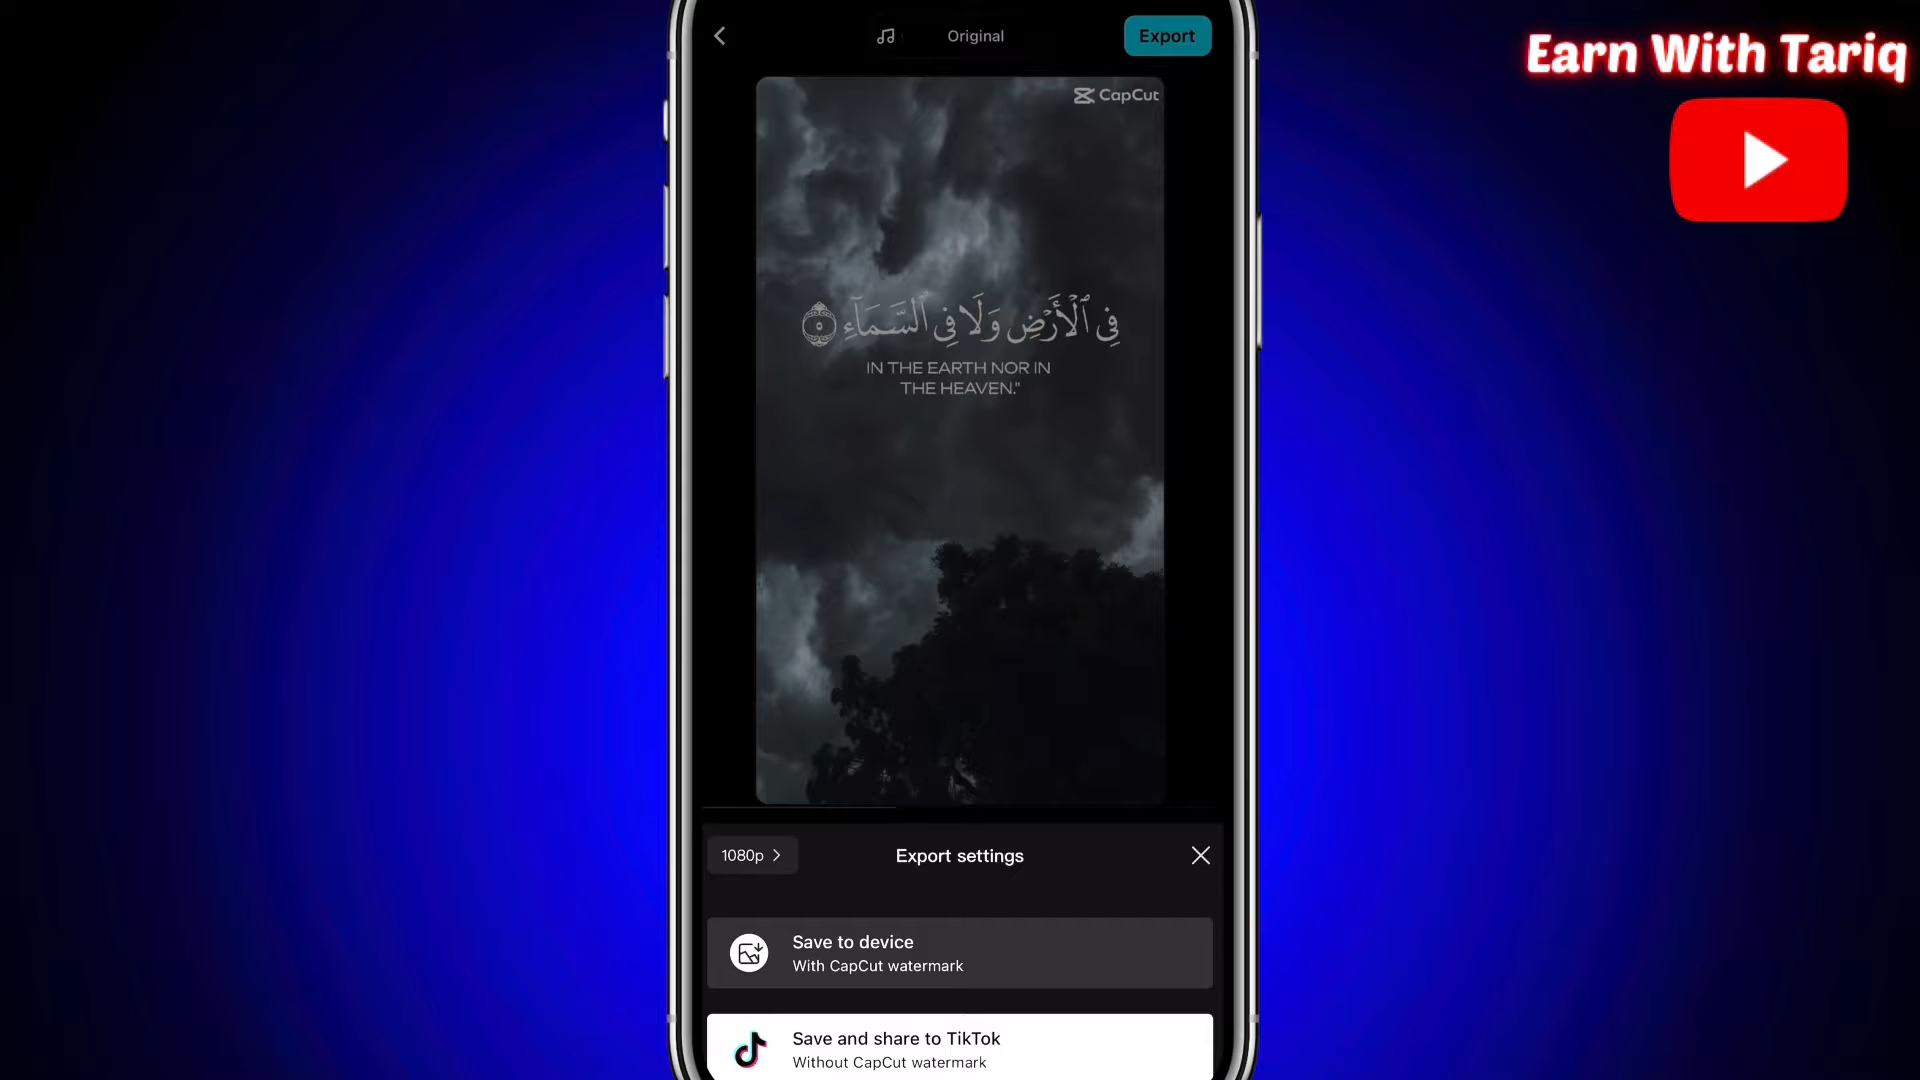 Original
Export
Earn With Tariq
CapCut
فِي ٱلْأَرْضِ وَلَا فِي ٱلسَّمَآءِ ٥
IN THE EARTH NOR IN
THE HEAVEN."
1080p
Export settings
Save to device
With CapCut watermark
Save and share to TikTok
Without CapCut watermark